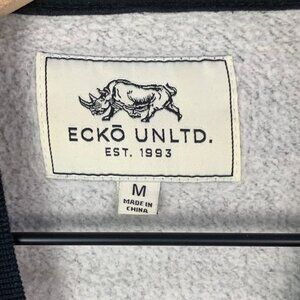 ECKŌ UNLTD.
EST. 1993
M
MADE IN
CHINA